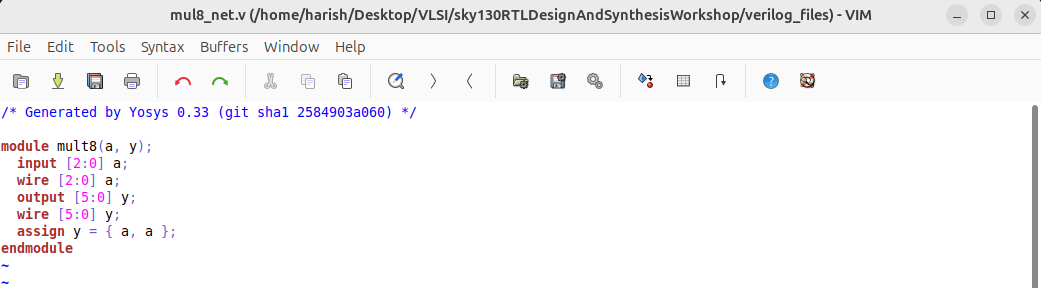 mul8_net.v (/home/harish/Desktop/VLSI/sky130RTLDesignAndSynthesisWorkshop/verilog_files) - VIM
File Edit Tools Syntax Buffers Window Help
/* Generated by Yosys 0.33 (git sha1 2584903a060) */
module mult8(a, y);
  input [2:0] a;
  wire [2:0] a;
  output [5:0] y;
  wire [5:0] y;
  assign y = { a, a };
endmodule
~
~